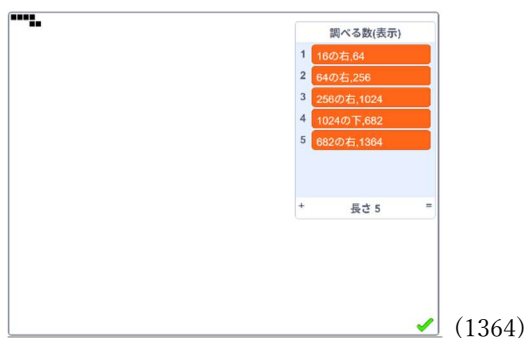 調べる数(表示)
1 16の右,64
2 64の右,256
3 256の右,1024
4 1024の下,682
5 682の右,1364
+ 長さ 5 =
(1364)